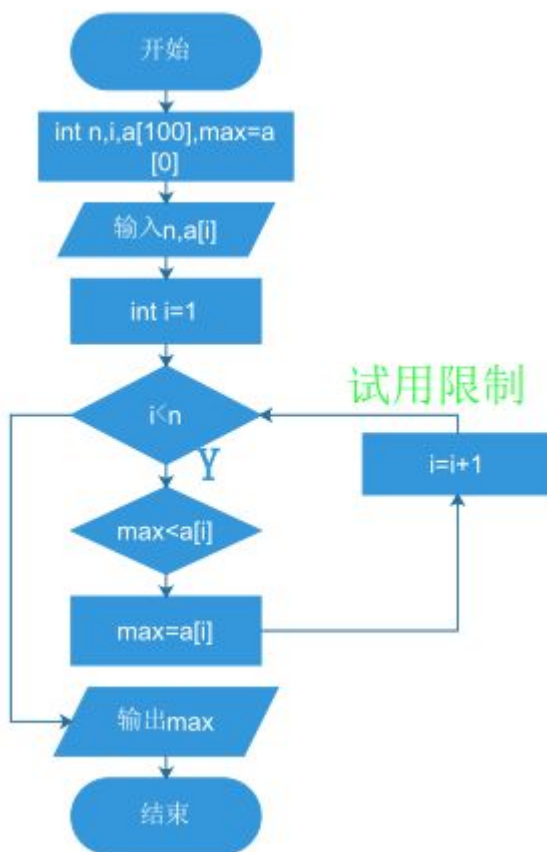 开始
int n,i,a[100],max=a
[0]
输入n,a[i]
int i=1
i<n
试用限制
Y
i=i+1
max<a[i]
max=a[i]
输出max
结束